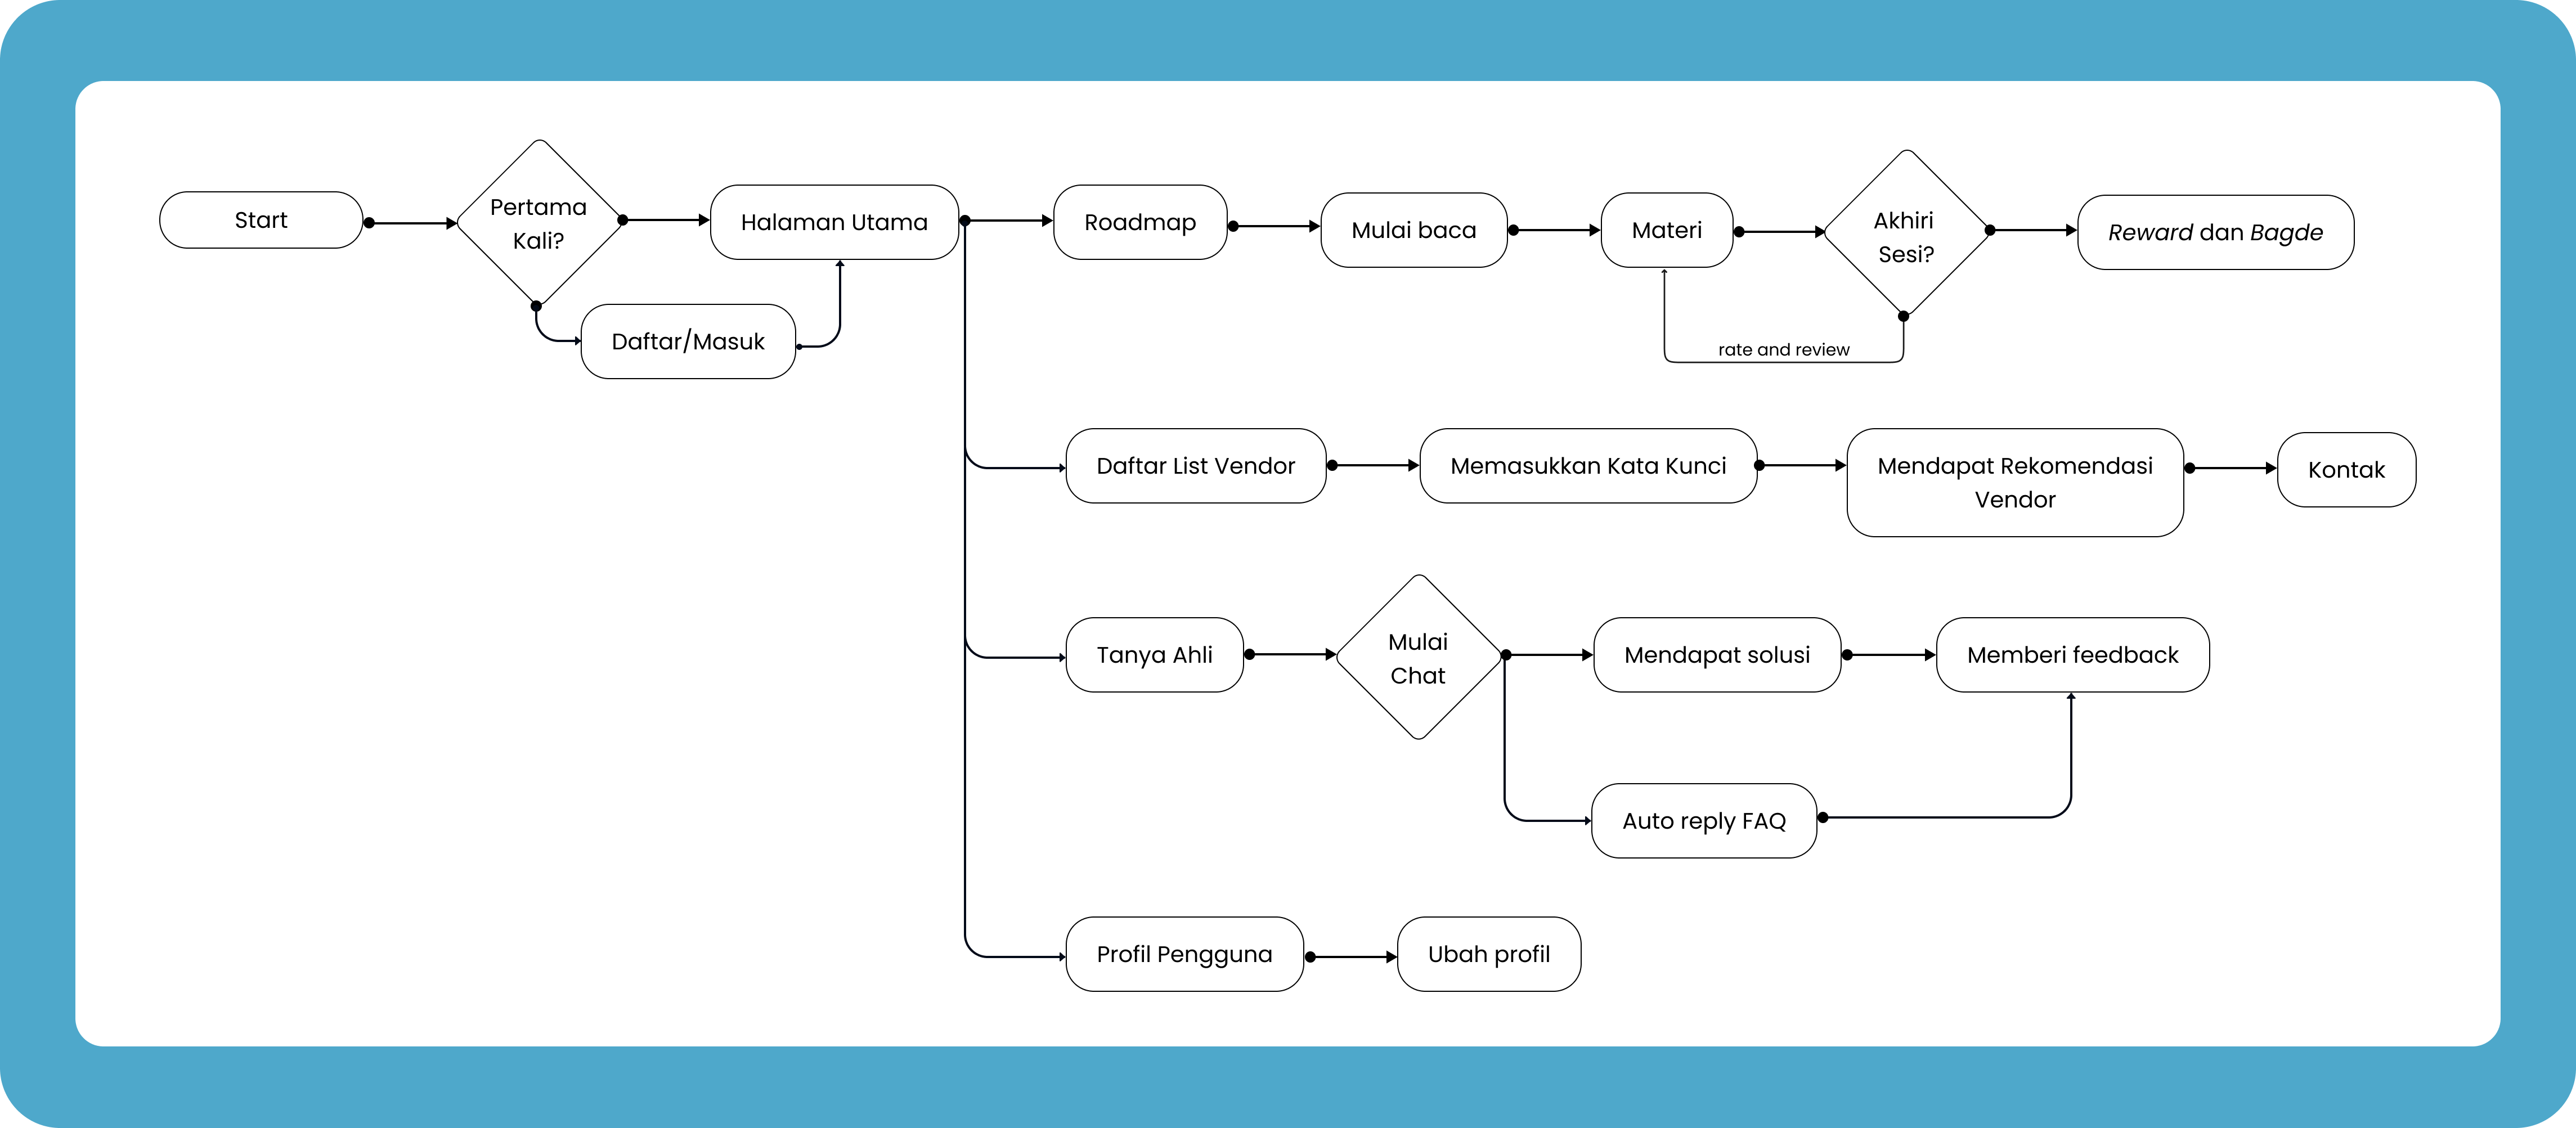 Start
Pertama
Kali?
Halaman Utama
Daftar/Masuk
Roadmap
Mulai baca
Materi
Akhiri
Sesi?
Reward dan Bagde
rate and review
Daftar List Vendor
Memasukkan Kata Kunci
Mendapat Rekomendasi
Vendor
Kontak
Tanya Ahli
Mulai
Chat
Mendapat solusi
Memberi feedback
Auto reply FAQ
Profil Pengguna
Ubah profil